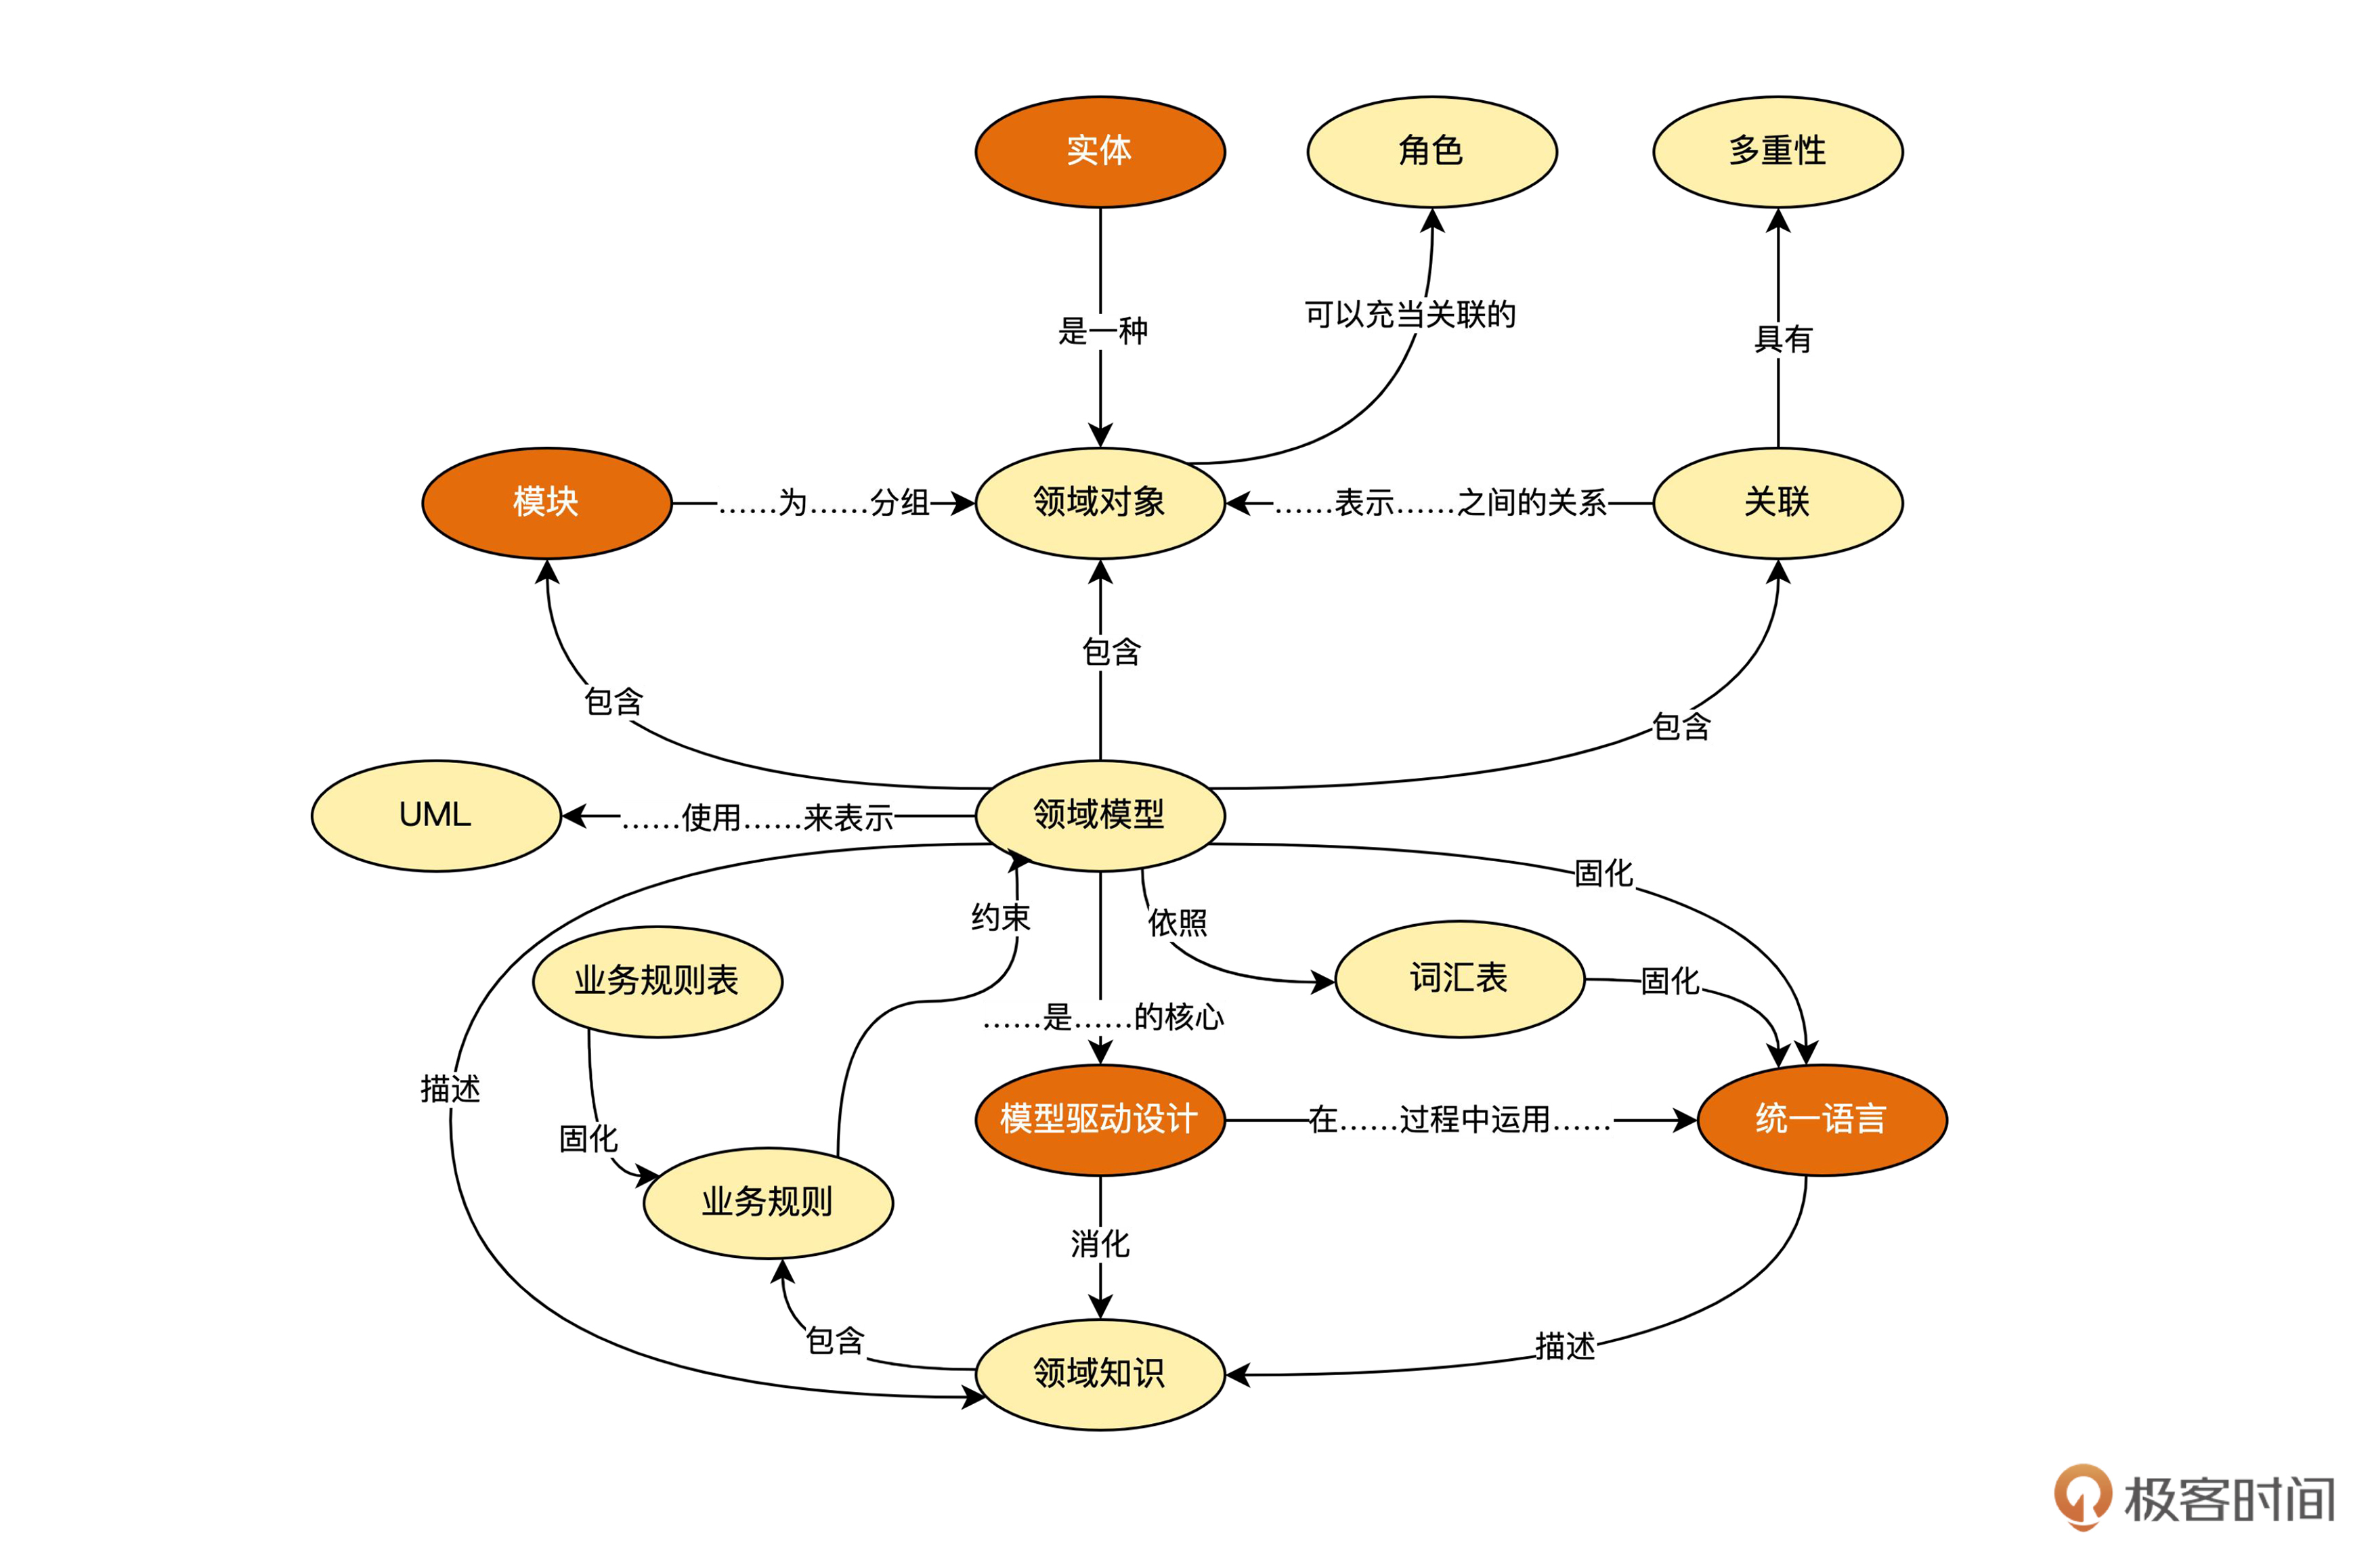 实体
角色
多重性
可以充当关联的
是一种
具有
模块
……为……分组
领域对象
……表示……之间的关系
关联
包含
包含
包含
UML
……使用……来表示
领域模型
固化
约束
依照
业务规则表
词汇表
固化
……是……的核心
描述
模型驱动设计
在……过程中运用……
统一语言
固化
业务规则
消化
包含
描述
领域知识
极客时间